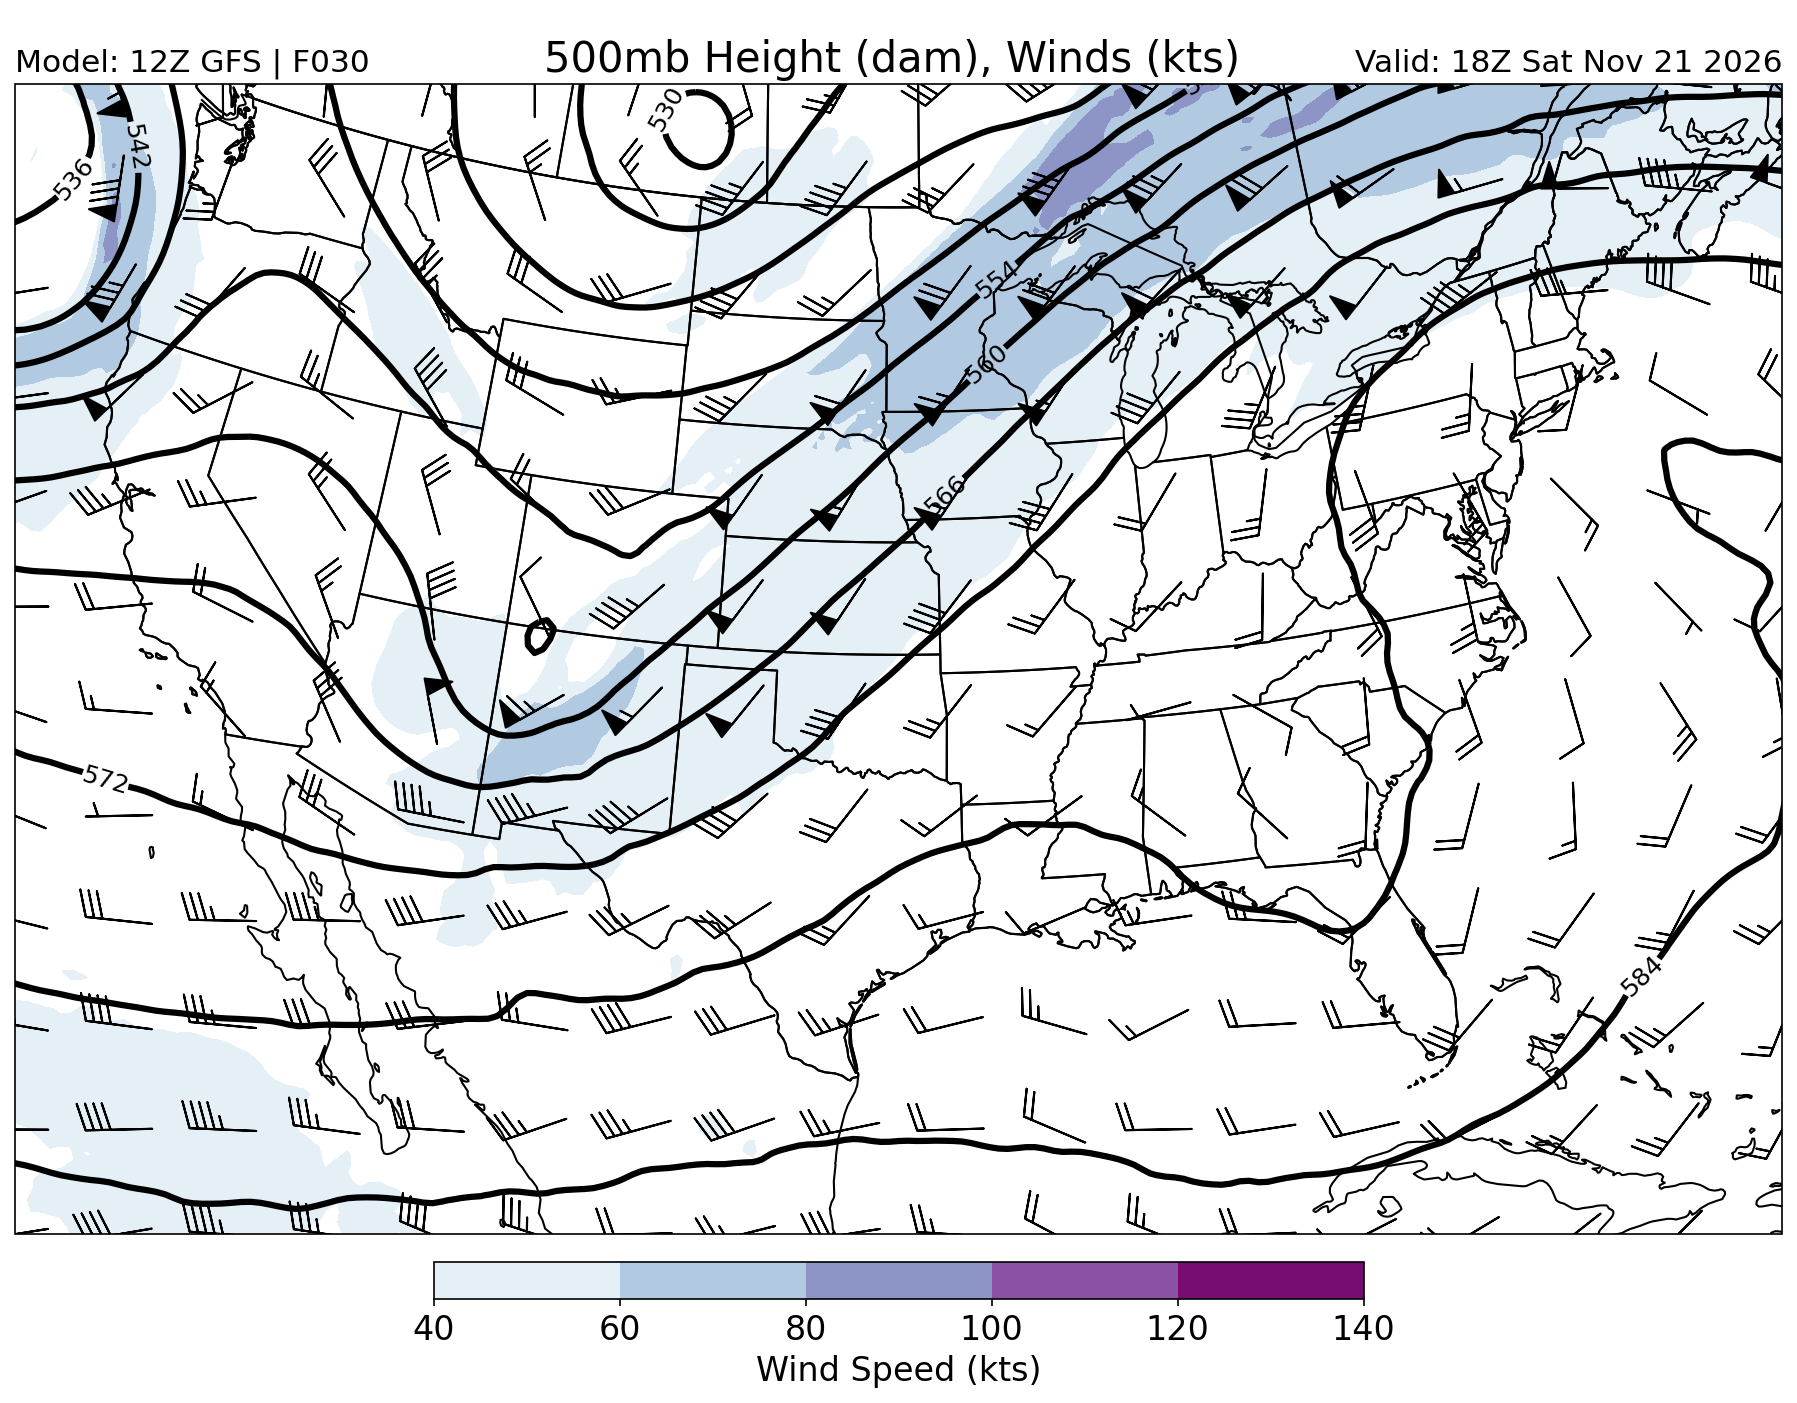 Model: 12Z GFS | F030
500mb Height (dam), Winds (kts)
Valid: 18Z Sat Nov 21 2026
530
542
536
554
560
566
572
584
40 60 80 100 120 140
Wind Speed (kts)